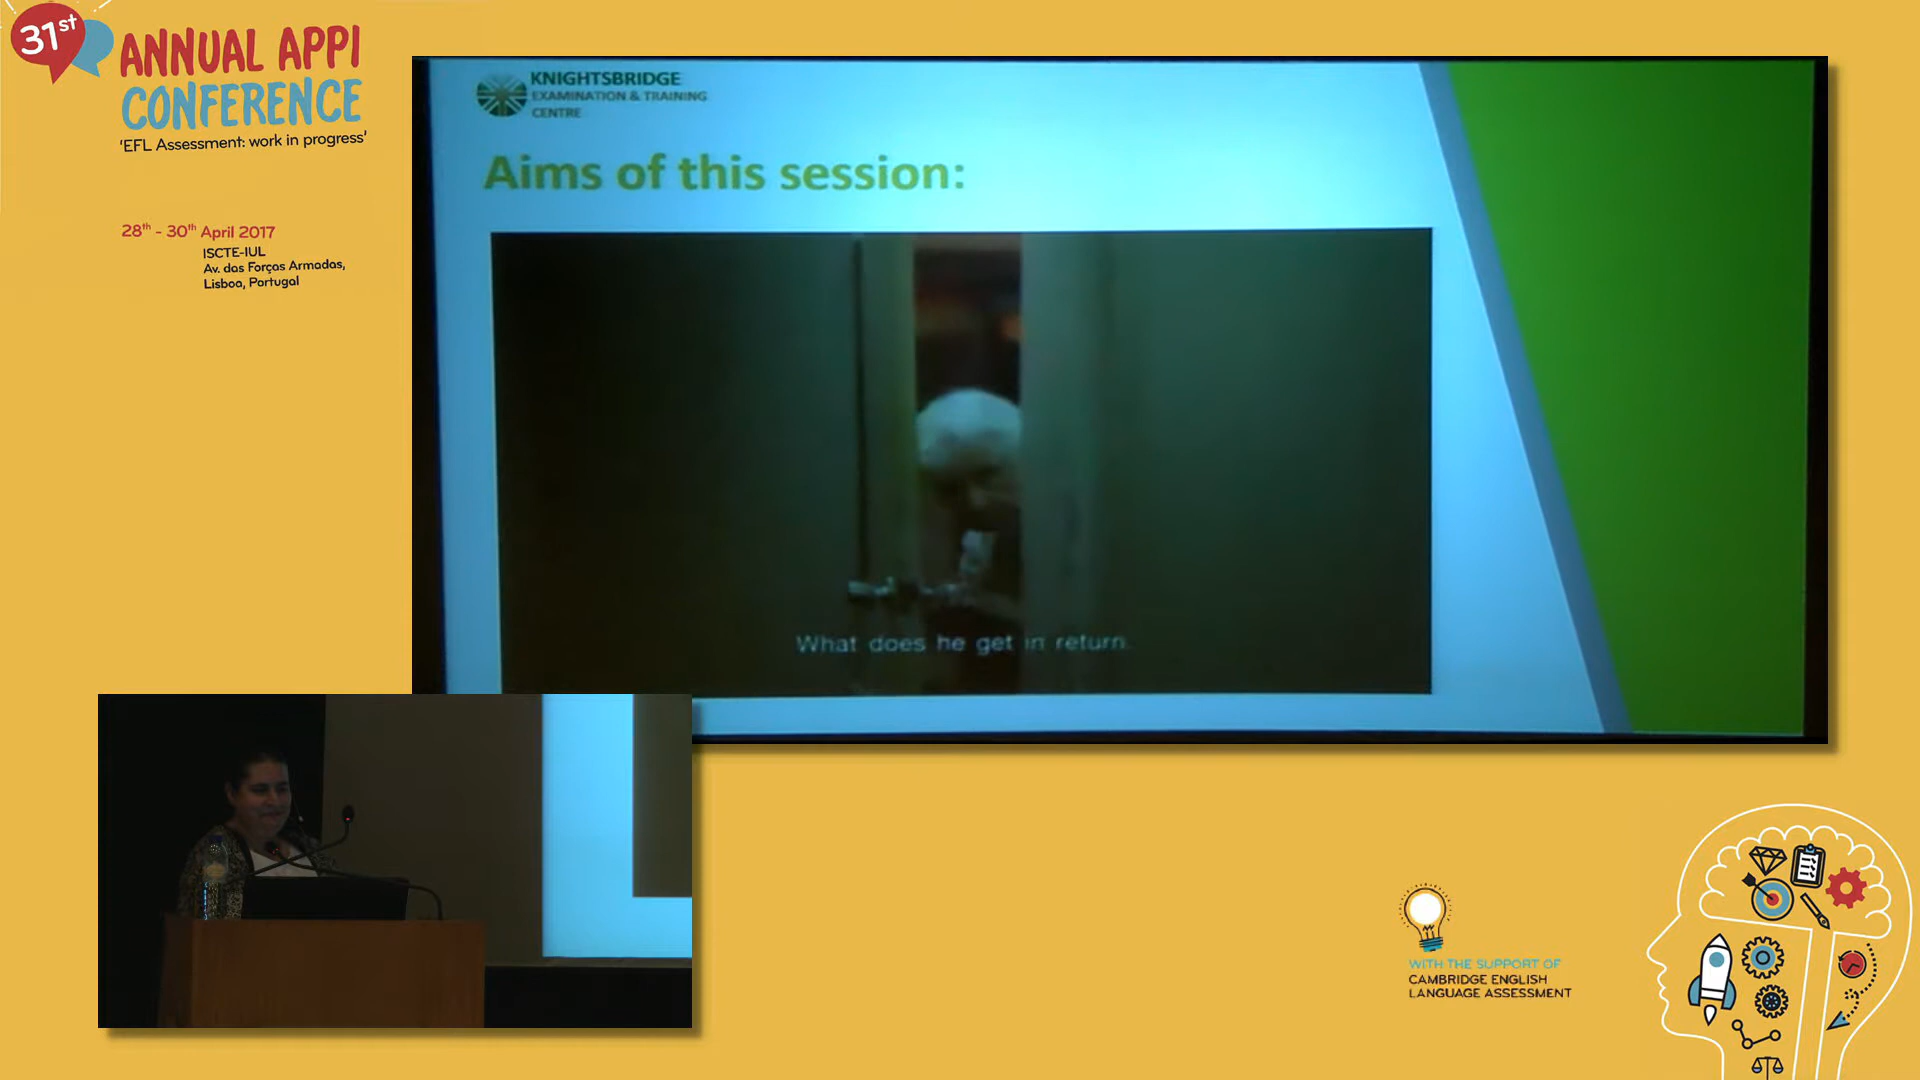 31st
ANNUAL APPI
CONFERENCE
'EFL Assessment: work in progress'
28th - 30th April 2017
ISCTE-IUL
Av. das Forças Armadas,
Lisboa, Portugal
KNIGHTSBRIDGE
EXAMINATION & TRAINING
CENTRE
Aims of this session:
What does he get in return.
WITH THE SUPPORT OF
CAMBRIDGE ENGLISH
LANGUAGE ASSESSMENT